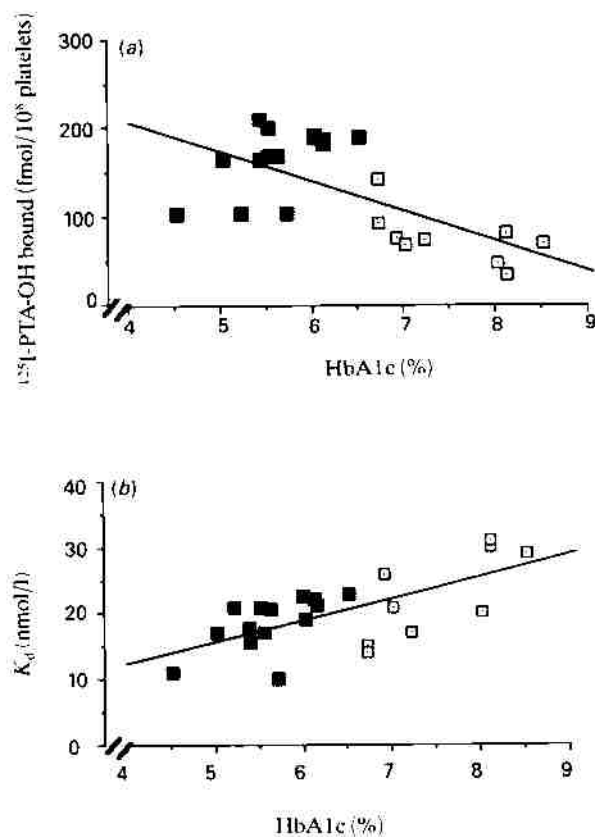 300
(a)
200
100
0
4 5 6 7 8 9
HbA1c (%)
¹²⁵I-PTA-OH bound (fmol/10⁸ platelets)
40
(b)
30
20
10
0
4 5 6 7 8 9
HbA1c (%)
K_d (nmol/l)